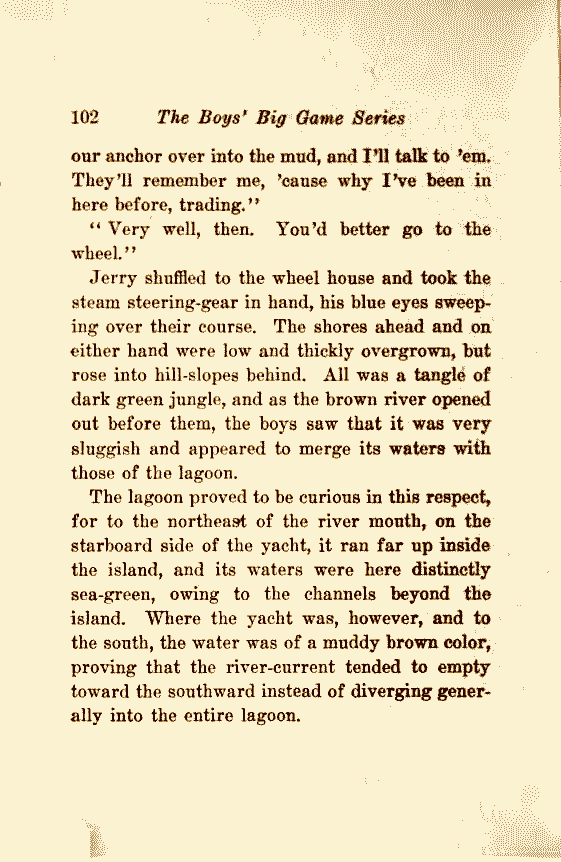 102 The Boys' Big Game Series
our anchor over into the mud, and I'll talk to 'em.
They'll remember me, 'cause why I've been in
here before, trading."
" Very well, then. You'd better go to the
wheel."
Jerry shuffled to the wheel house and took the
steam steering-gear in hand, his blue eyes sweep-
ing over their course. The shores ahead and on
either hand were low and thickly overgrown, but
rose into hill-slopes behind. All was a tangle of
dark green jungle, and as the brown river opened
out before them, the boys saw that it was very
sluggish and appeared to merge its waters with
those of the lagoon.
The lagoon proved to be curious in this respect,
for to the northeast of the river mouth, on the
starboard side of the yacht, it ran far up inside
the island, and its waters were here distinctly
sea-green, owing to the channels beyond the
island. Where the yacht was, however, and to
the south, the water was of a muddy brown color,
proving that the river-current tended to empty
toward the southward instead of diverging gener-
ally into the entire lagoon.